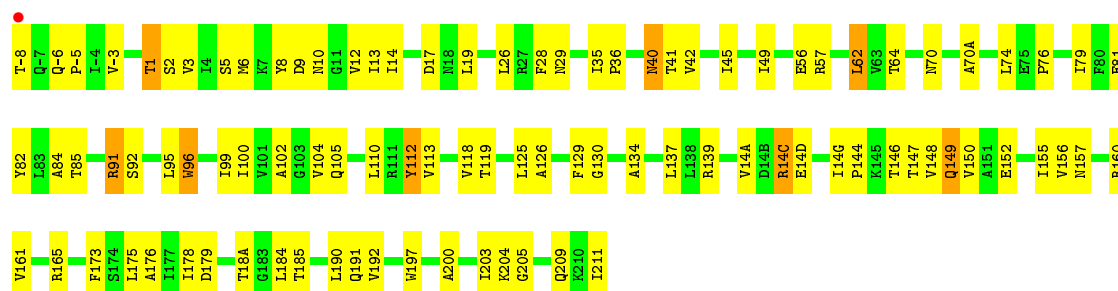 T-8 Q-7 Q-6 P-5 I-4 V-3 T1 S2 V3 I4 S5 M6 K7 Y8 D9 N10 G11 V12 I13 I14 D17 N18 L19 L26 R27 F28 N29 I35 P36 N40 T41 V42 I45 I49 E56 R57 L62 V63 T64 N70 A70A L74 E75 P76 I79 F80
Y82 L83 A84 T85 R91 S92 L95 W96 I99 I100 V101 A102 G103 V104 Q105 L110 R111 Y112 V113 V118 T119 L125 A126 F129 G130 A134 L137 L138 R139 V14A D14B R14C E14D I14G P144 K145 T146 T147 V148 Q149 V150 A151 E152 I155 V156 N157
V161 R165 F173 S174 L175 A176 I177 I178 D179 T18A G183 L184 T185 L190 Q191 V192 W197 A200 I203 K204 G205 Q209 K210 I211